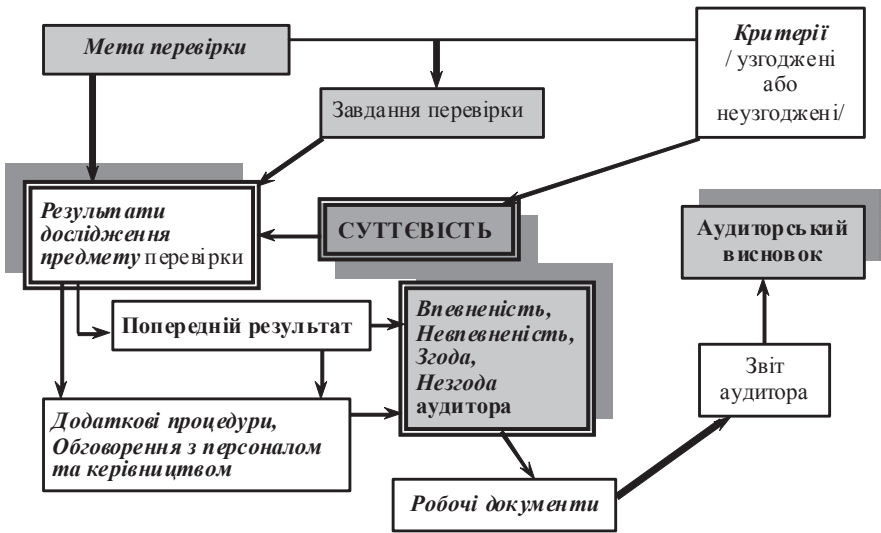 Мета перевірки
Критерії
/ узгоджені
або
неузгоджені/
Завдання перевірки
Результати
дослідження
предмету перевірки
СУТТЄВІСТЬ
Аудиторський
висновок
Попередній результат
Впевненість,
Невпевненість,
Згода,
Незгода
аудитора
Звіт
аудитора
Додаткові процедури,
Обговорення з персоналом
та керівництвом
Робочі документи